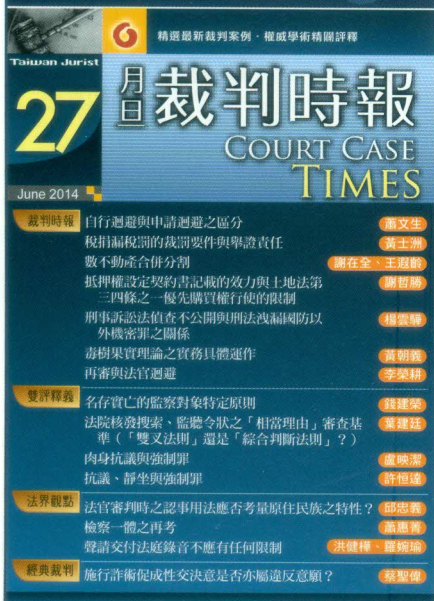 精選最新裁判案例．權威學術精闢評釋
Taiwan Jurist
27
月旦裁判時報
COURT CASE
TIMES
June 2014
裁判時報
自行迴避與申請迴避之區分 蕭文生
稅捐漏稅罰的裁罰要件與舉證責任 黃士洲
數不動產合併分割 謝在全、王遐齡
抵押權設定契約書記載的效力與土地法第 謝哲勝
三四條之一優先購買權行使的限制
刑事訴訟法偵查不公開與刑法洩漏國防以 楊雲驊
外機密罪之關係
毒樹果實理論之實務具體運作 黃朝義
再審與法官迴避 李榮耕
雙評釋義
名存實亡的監察對象特定原則 錢建榮
法院核發搜索、監聽令狀之「相當理由」審查基 葉建廷
準（「雙叉法則」還是「綜合判斷法則」？）
肉身抗議與強制罪 盧映潔
抗議、靜坐與強制罪 許恒達
法界觀點
法官審判時之認事用法應否考量原住民族之特性？ 邱忠義
檢察一體之再考 蕭惠菁
聲請交付法庭錄音不應有任何限制 洪健樺、羅婉瑜
經典裁判
施行詐術促成性交決意是否亦屬違反意願？ 蔡聖偉